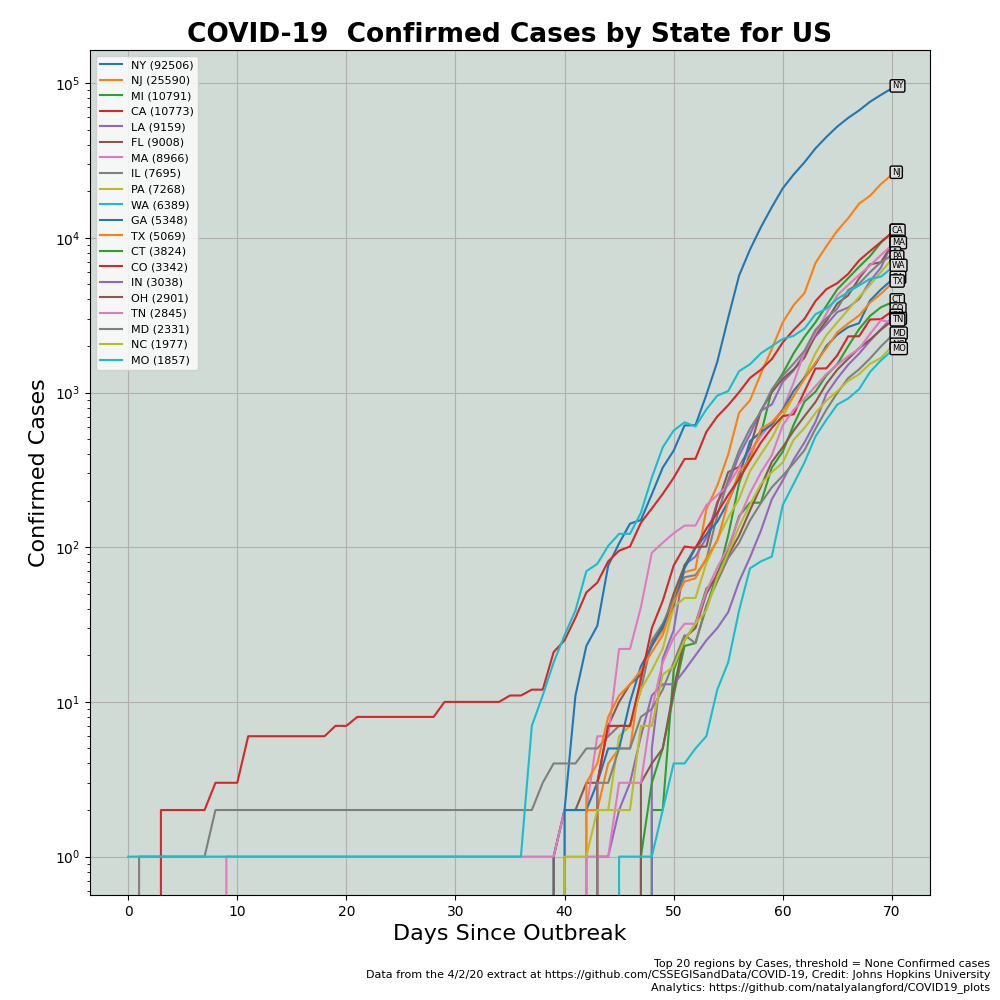 COVID-19  Confirmed Cases by State for US
NY (92506)
NJ (25590)
MI (10791)
CA (10773)
LA (9159)
FL (9008)
MA (8966)
IL (7695)
PA (7268)
WA (6389)
GA (5348)
TX (5069)
CT (3824)
CO (3342)
IN (3038)
OH (2901)
TN (2845)
MD (2331)
NC (1977)
MO (1857)
NY
NJ
CA
MA
WA
TX
CT
TN
MD
MO
10⁵
10⁴
10³
10²
10¹
10⁰
Confirmed Cases
0 10 20 30 40 50 60 70
Days Since Outbreak
Top 20 regions by Cases, threshold = None Confirmed cases
Data from the 4/2/20 extract at https://github.com/CSSEGISandData/COVID-19, Credit: Johns Hopkins University
Analytics: https://github.com/natalyalangford/COVID19_plots